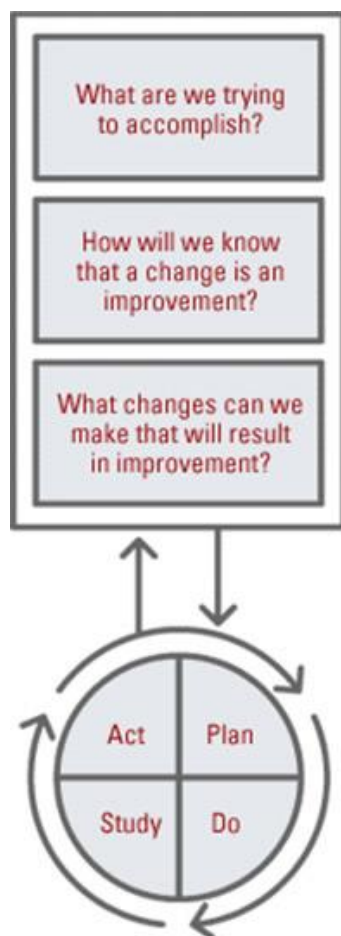 What are we trying
to accomplish?
How will we know
that a change is an
improvement?
What changes can we
make that will result
in improvement?
Act
Plan
Study
Do